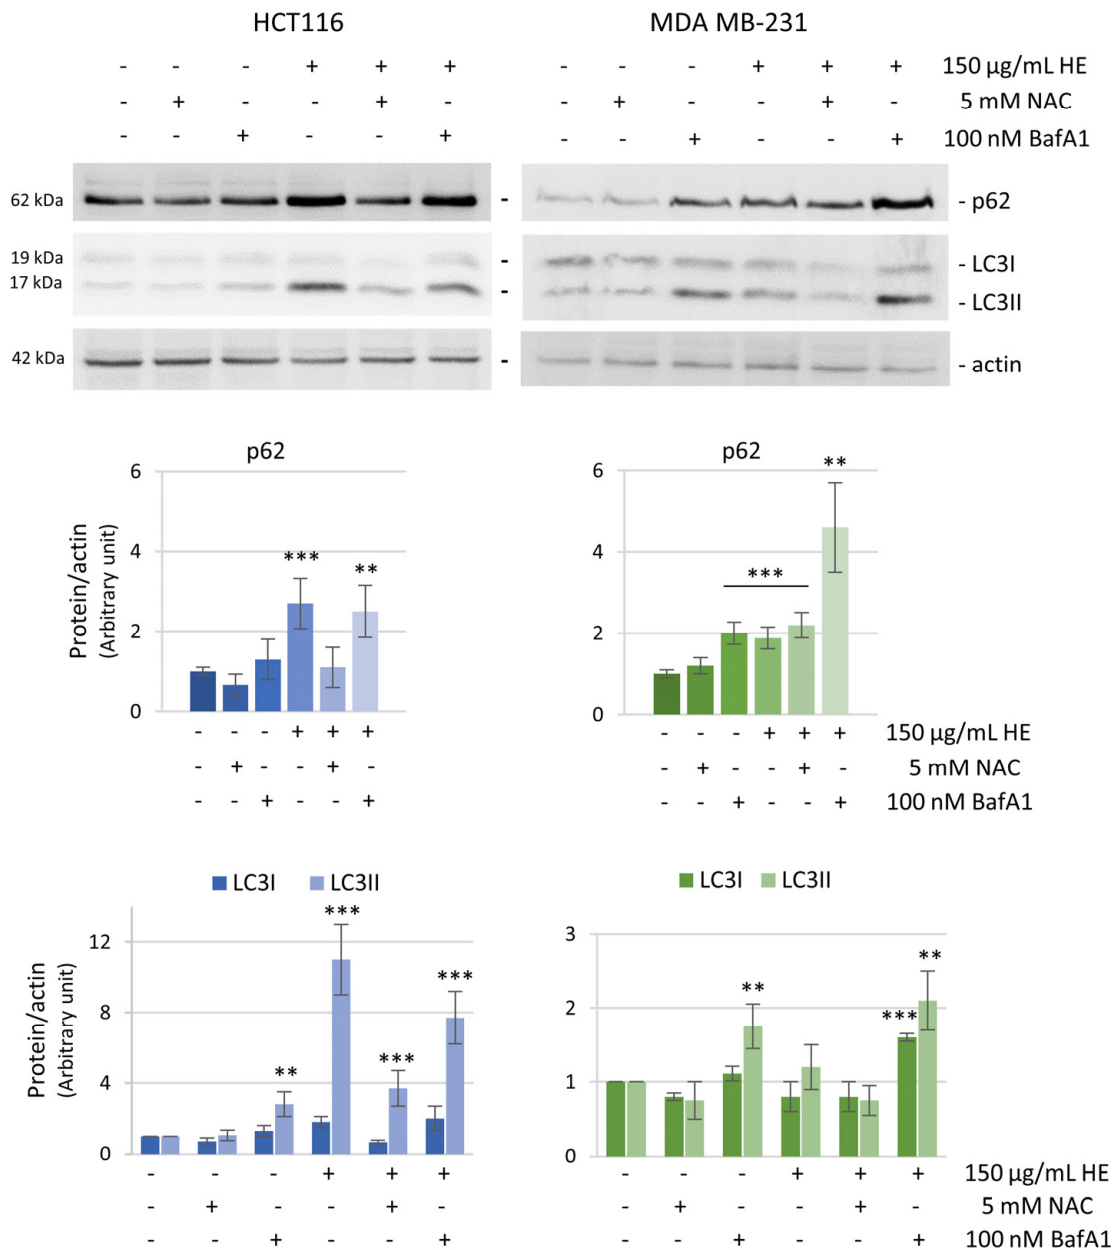 HCT116 MDA MB-231
- - - + + + - - - + + + 150 µg/mL HE
- + - - + - - + - - + - 5 mM NAC
- - + - - + - - + - - + 100 nM BafA1
62 kDa - - p62
19 kDa - - LC3I
17 kDa - - LC3II
42 kDa - - actin
p62 p62
6 6
** 
4 4
*** ** ***
Protein/actin
(Arbitrary unit)
2 2
0 0
- - - + + + - - - + + + 150 µg/mL HE
- + - - + - - + - - + - 5 mM NAC
- - + - - + - - + - - + 100 nM BafA1
LC3I LC3II LC3I LC3II
Protein/actin
(Arbitrary unit)
12
8
4
0
** *** *** ***
3
2
1
0
** *** **
- - - + + + - - - + + + 150 µg/mL HE
- + - - + - - + - - + - 5 mM NAC
- - + - - + - - + - - + 100 nM BafA1